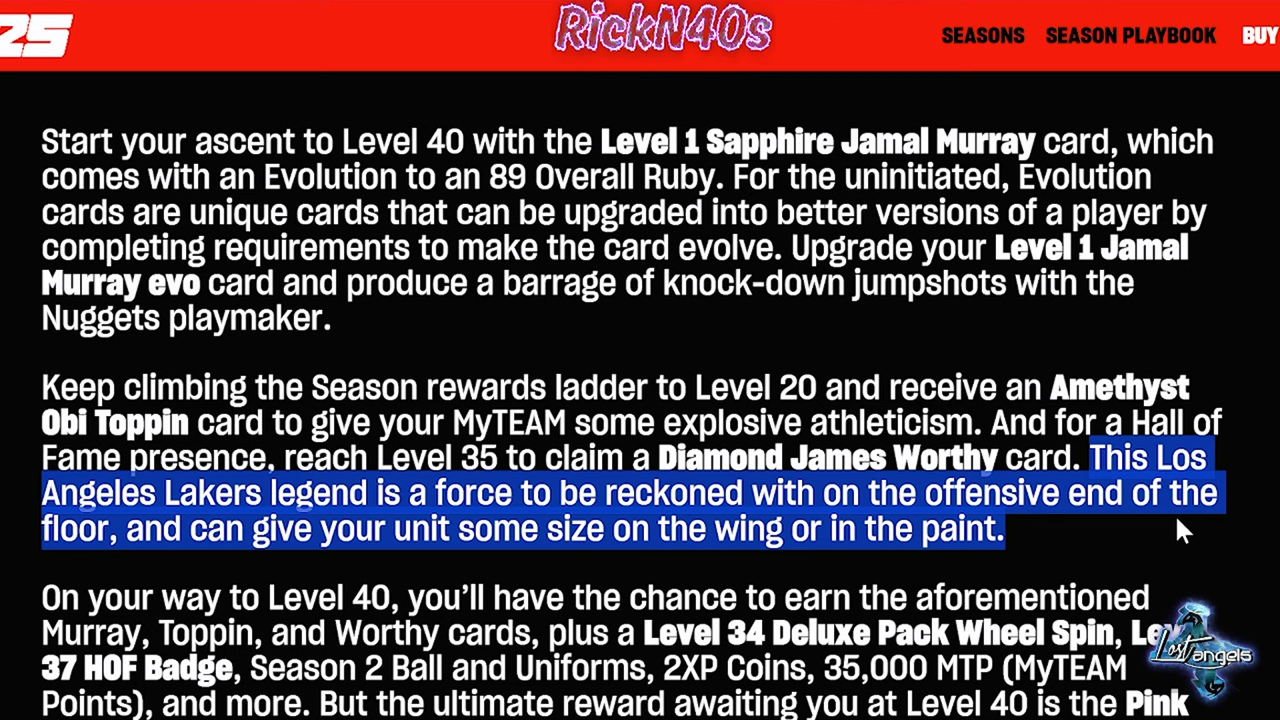 25
RickN40s
SEASONS SEASON PLAYBOOK BUY
Start your ascent to Level 40 with the Level 1 Sapphire Jamal Murray card, which
comes with an Evolution to an 89 Overall Ruby. For the uninitiated, Evolution
cards are unique cards that can be upgraded into better versions of a player by
completing requirements to make the card evolve. Upgrade your Level 1 Jamal
Murray evo card and produce a barrage of knock-down jumpshots with the
Nuggets playmaker.
Keep climbing the Season rewards ladder to Level 20 and receive an Amethyst
Obi Toppin card to give your MyTEAM some explosive athleticism. And for a Hall of
Fame presence, reach Level 35 to claim a Diamond James Worthy card. This Los
Angeles Lakers legend is a force to be reckoned with on the offensive end of the
floor, and can give your unit some size on the wing or in the paint.
On your way to Level 40, you'll have the chance to earn the aforementioned
Murray, Toppin, and Worthy cards, plus a Level 34 Deluxe Pack Wheel Spin,
37 HOF Badge, Season 2 Ball and Uniforms, 2XP Coins, 35,000 MTP (MyTEAM
Points), and more. But the ultimate reward awaiting you at Level 40 is the Pink
Lost angels